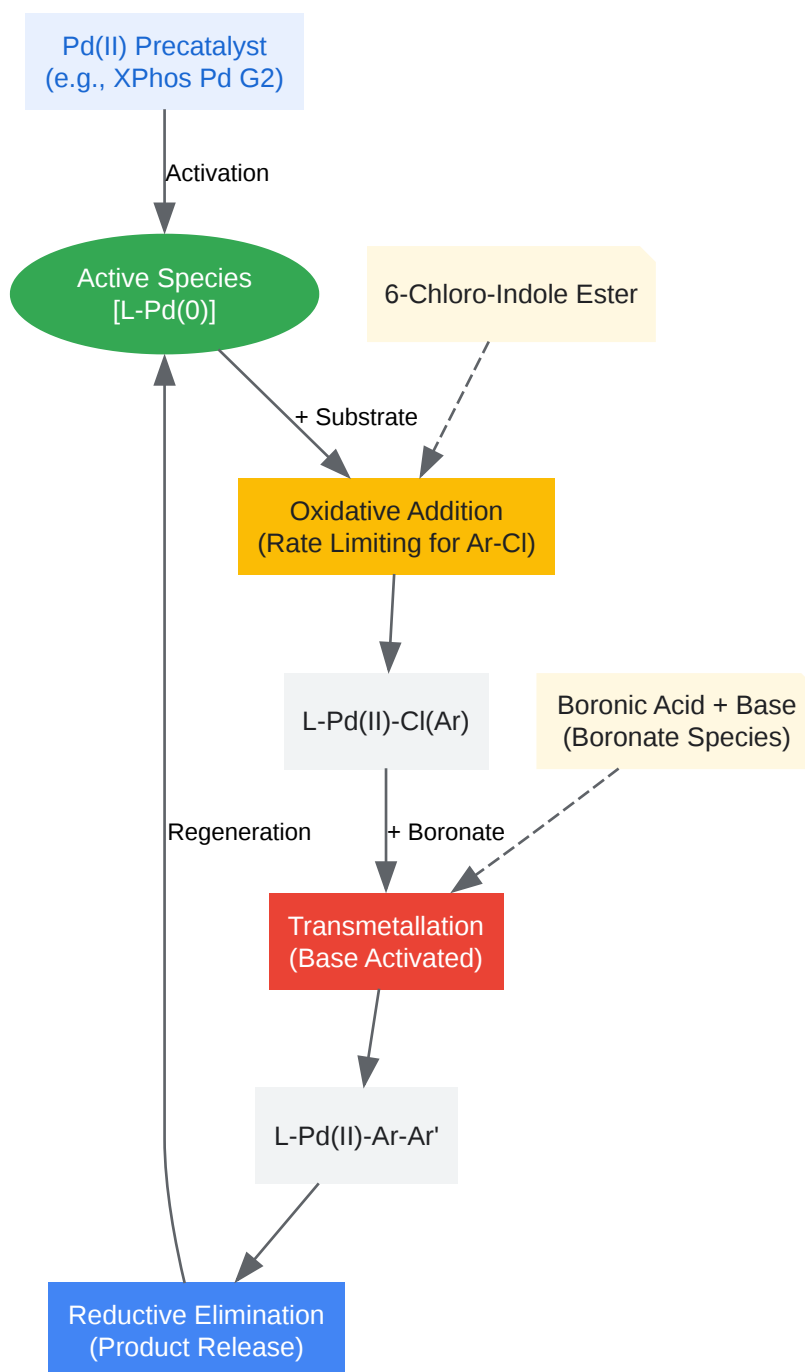 Pd(II) Precatalyst
(e.g., XPhos Pd G2)
Activation
Active Species
[L-Pd(0)]
6-Chloro-Indole Ester
+ Substrate
Oxidative Addition
(Rate Limiting for Ar-Cl)
L-Pd(II)-Cl(Ar)
Boronic Acid + Base
(Boronate Species)
Regeneration
+ Boronate
Transmetallation
(Base Activated)
L-Pd(II)-Ar-Ar'
Reductive Elimination
(Product Release)